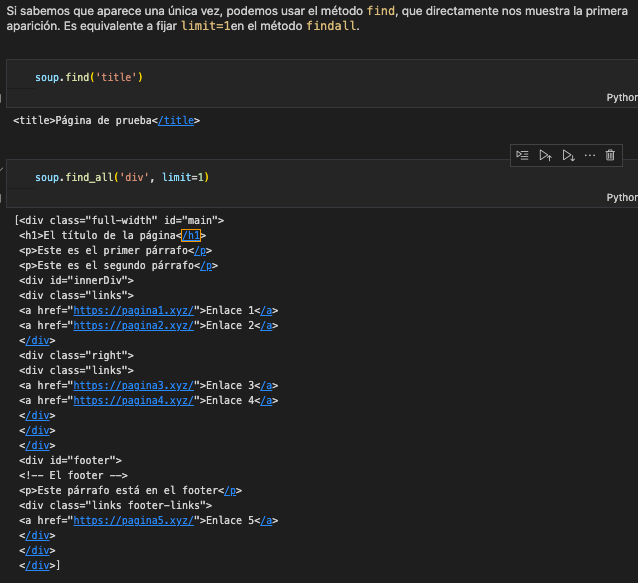 Si sabemos que aparece una única vez, podemos usar el método find, que directamente nos muestra la primera
aparición. Es equivalente a fijar limit=1en el método findall.
soup.find('title')
Python
<title>Página de prueba</title>
soup.find_all('div', limit=1)
Python
[<div class="full-width" id="main">
<h1>El título de la página</h1>
<p>Este es el primer párrafo</p>
<p>Este es el segundo párrafo</p>
<div id="innerDiv">
<div class="links">
<a href="https://pagina1.xyz/">Enlace 1</a>
<a href="https://pagina2.xyz/">Enlace 2</a>
</div>
<div class="right">
<div class="links">
<a href="https://pagina3.xyz/">Enlace 3</a>
<a href="https://pagina4.xyz/">Enlace 4</a>
</div>
</div>
</div>
<div id="footer">
<!-- El footer -->
<p>Este párrafo está en el footer</p>
<div class="links footer-links">
<a href="https://pagina5.xyz/">Enlace 5</a>
</div>
</div>
</div>]